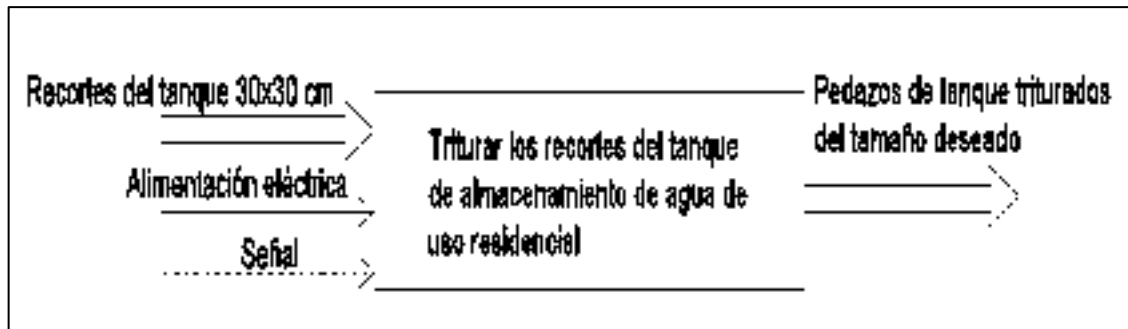 Recortes del tanque 30x30 cm
Alimentación eléctrica
Señal
Triturar los recortes del tanque
de almacenamiento de agua de
uso residencial
Pedazos de tanque triturados
del tamaño deseado